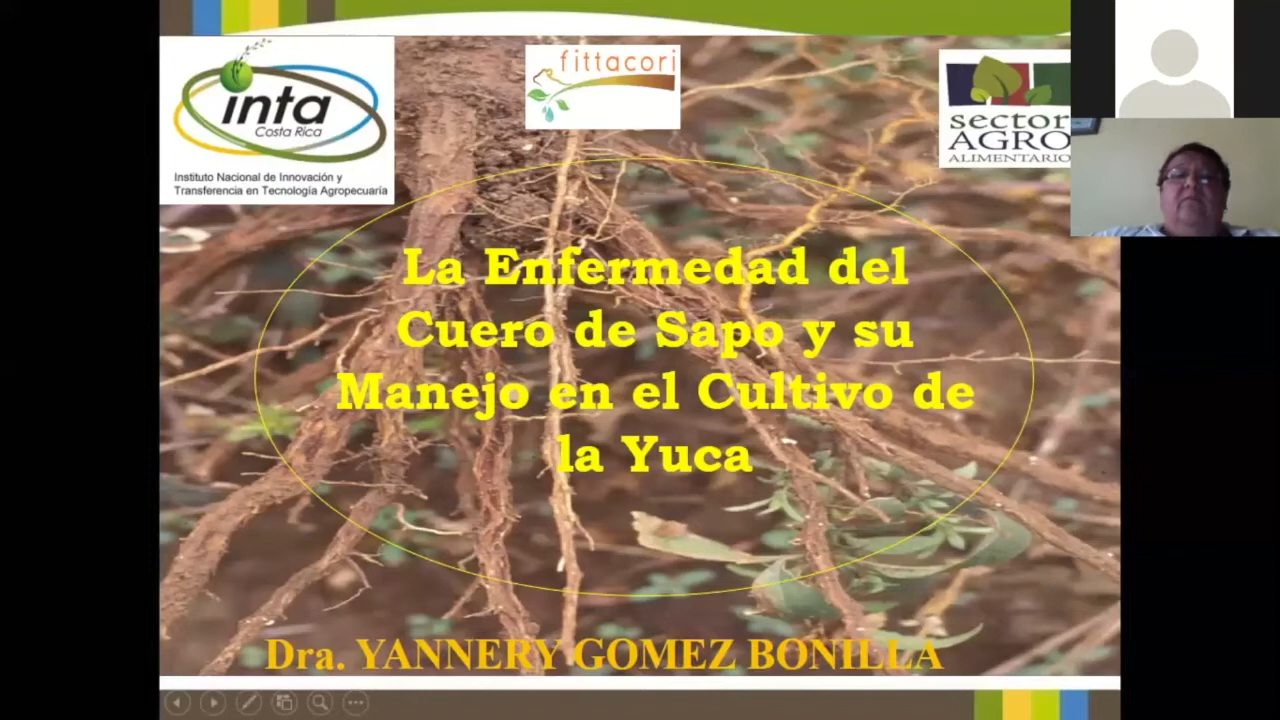 inta
Costa Rica
Instituto Nacional de Innovación y
Transferencia en Tecnología Agropecuaría
fittacori
sector
AGRO
ALIMENTARIO
La Enfermedad del
Cuero de Sapo y su
Manejo en el Cultivo de
la Yuca
Dra. YANNERY GOMEZ BONILLA